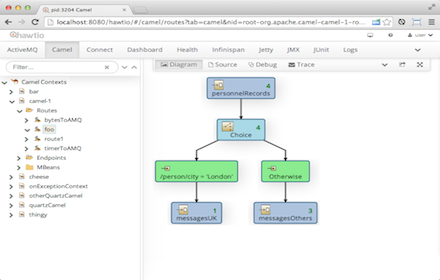 pid:3204 Camel
localhost:8080/hawtio/#/camel/routes?tab=camel&nid=root-org.apache.camel-camel-1-ro
hawtio
user
ActiveMQ Camel Connect Dashboard Health Infinispan Jetty JMX JUnit Logs
Filter...
Diagram Source Debug Trace
Camel Contexts
bar
camel-1
Routes
bytesToAMQ
foo
route1
timerToAMQ
Endpoints
MBeans
cheese
onExceptionContext
otherQuartzCamel
quartzCamel
thingy
4
personnelRecords
4
Choice
/person/city = 'London'
Otherwise
1
messagesUK
3
messagesOthers